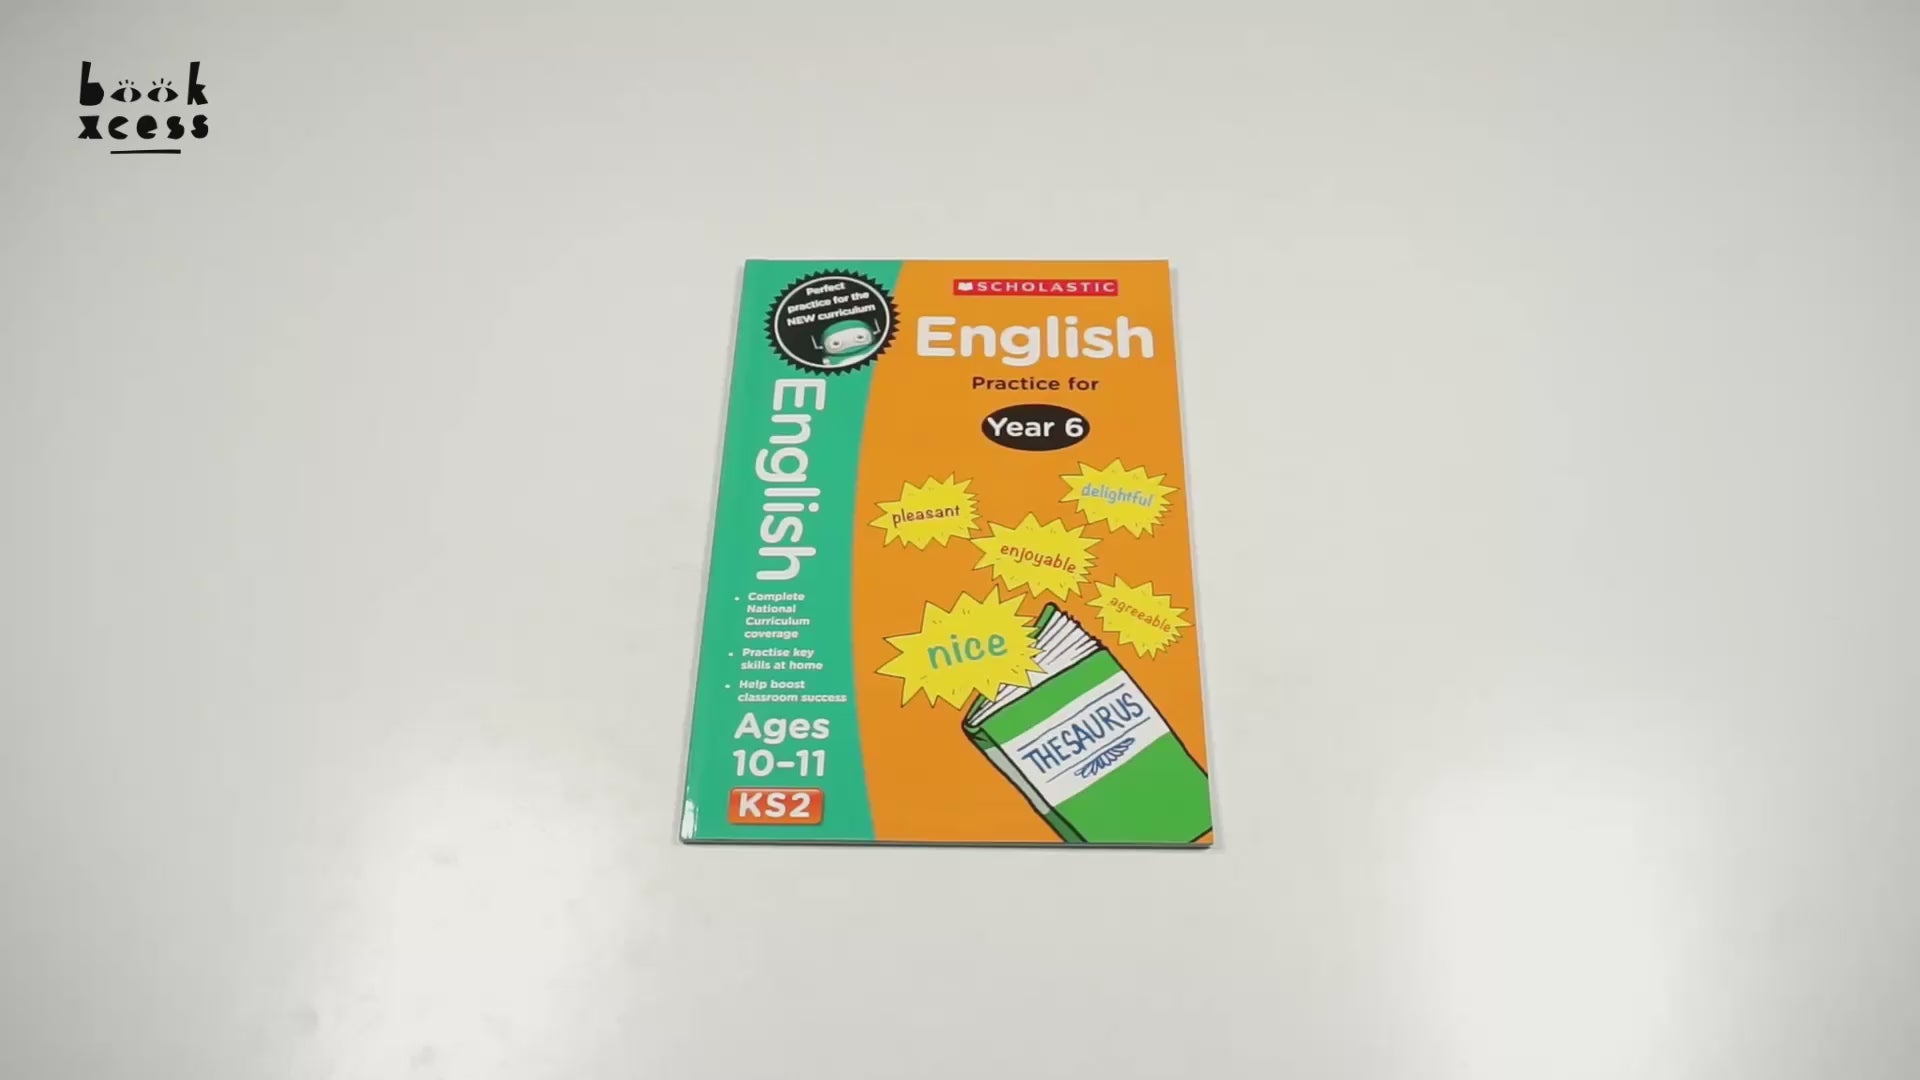 book
xcess
Perfect
practice for the
NEW curriculum
SCHOLASTIC
English
Practice for
Year 6
English
pleasant
delightful
enjoyable
agreeable
nice
THESAURUS
• Complete
National
Curriculum
coverage
• Practise key
skills at home
• Help boost
classroom success
Ages
10–11
KS2